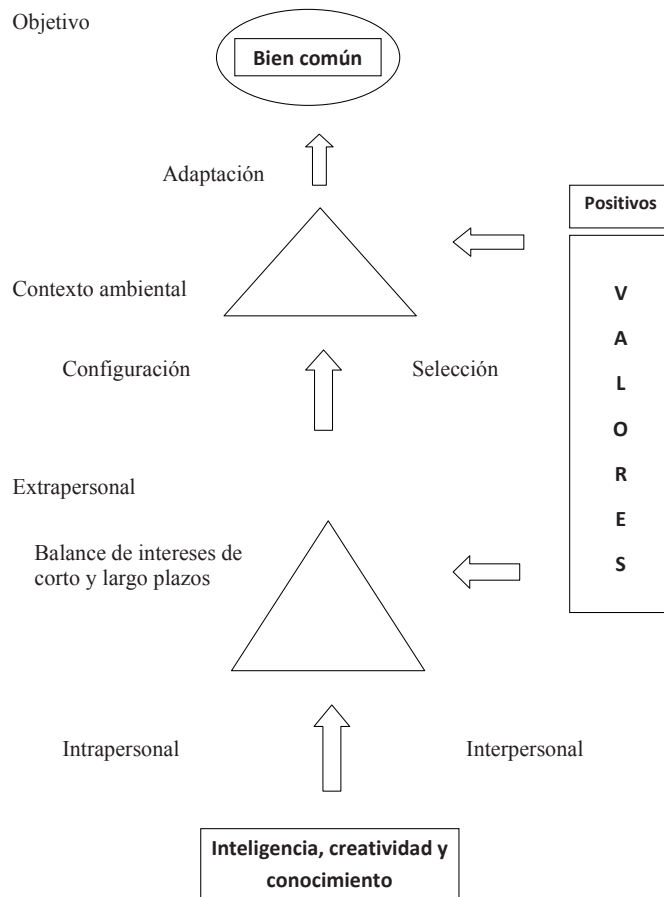 Objetivo
Bien común
Adaptación
Positivos
Contexto ambiental
V
A
L
O
R
E
S
Configuración
Selección
Extrapersonal
Balance de intereses de
corto y largo plazos
Intrapersonal
Interpersonal
Inteligencia, creatividad y
conocimiento